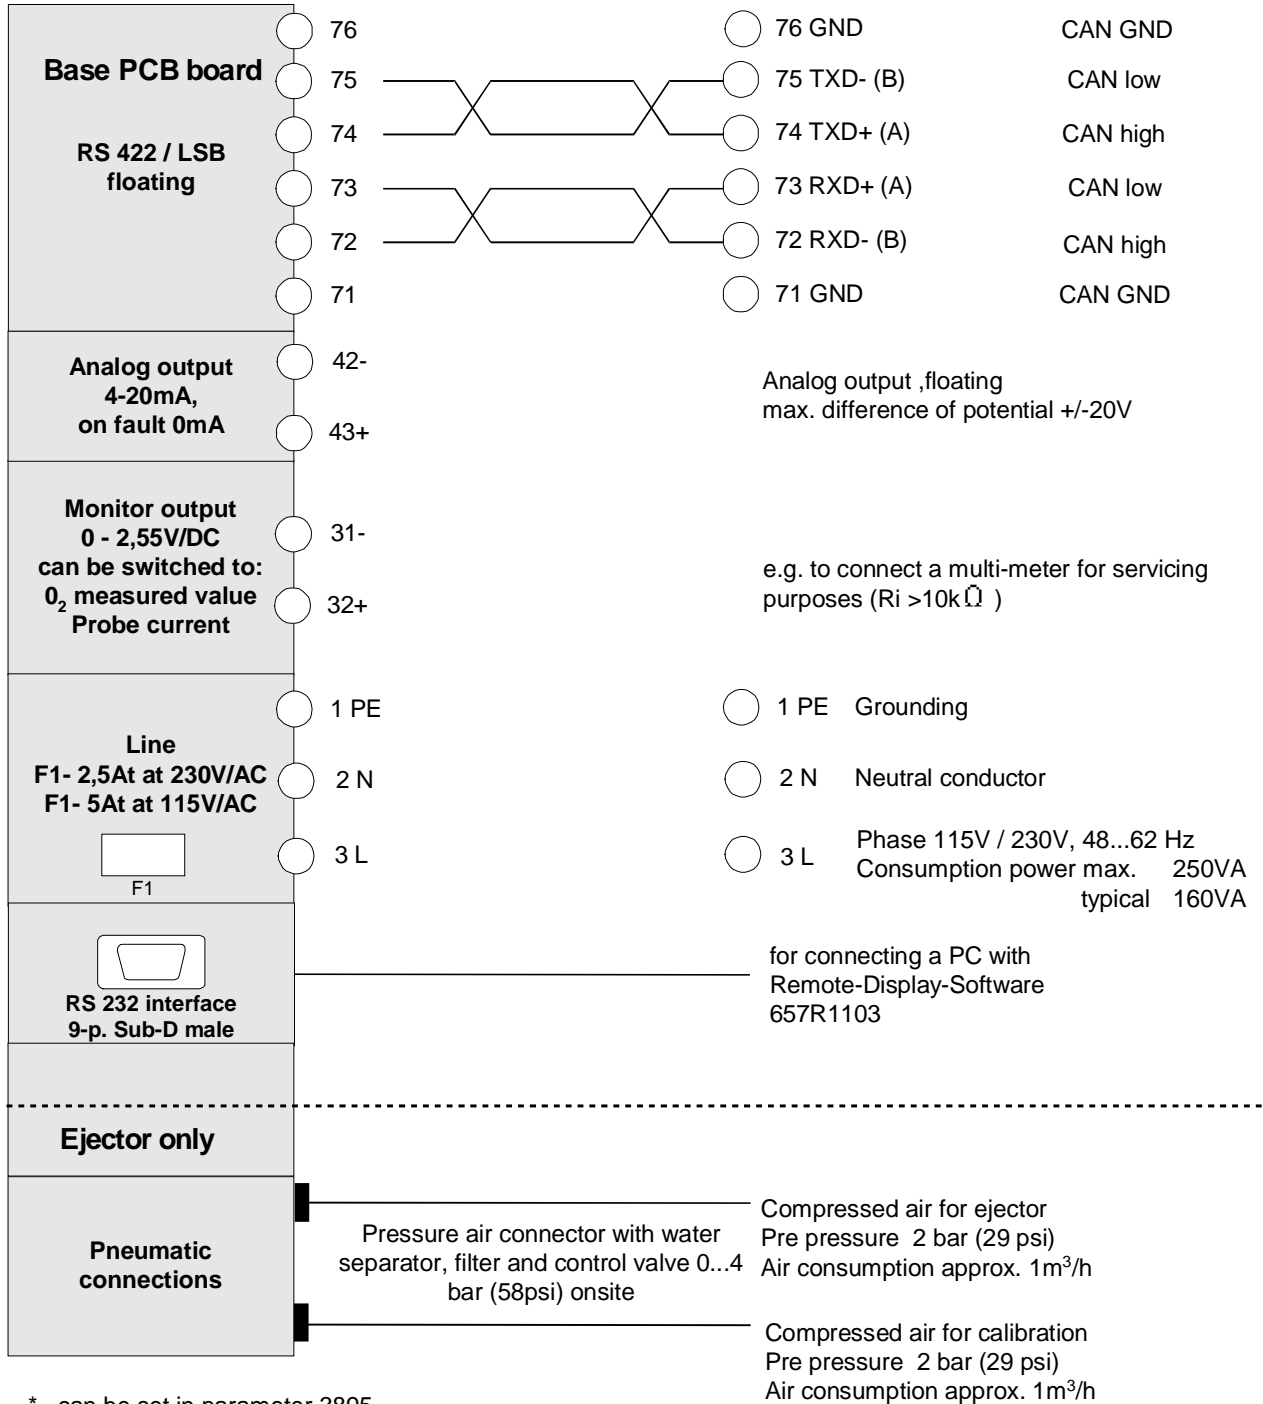 76
76 GND
CAN GND
Base PCB board
75
75 TXD- (B)
CAN low
74
74 TXD+ (A)
CAN high
RS 422 / LSB
floating
73
73 RXD+ (A)
CAN low
72
72 RXD- (B)
CAN high
71
71 GND
CAN GND
Analog output
4-20mA,
on fault 0mA
42-
43+
Analog output ,floating
max. difference of potential +/-20V
Monitor output
0 - 2,55V/DC
can be switched to:
0₂ measured value
Probe current
31-
32+
e.g. to connect a multi-meter for servicing
purposes (Ri >10kΩ )
Line
F1- 2,5At at 230V/AC
F1- 5At at 115V/AC
F1
1 PE
2 N
3 L
1 PE Grounding
2 N Neutral conductor
3 L
Phase 115V / 230V, 48...62 Hz
Consumption power max. 250VA
typical 160VA
RS 232 interface
9-p. Sub-D male
for connecting a PC with
Remote-Display-Software
657R1103
Ejector only
Pneumatic
connections
Pressure air connector with water
separator, filter and control valve 0...4
bar (58psi) onsite
Compressed air for ejector
Pre pressure 2 bar (29 psi)
Air consumption approx. 1m³/h
Compressed air for calibration
Pre pressure 2 bar (29 psi)
Air consumption approx. 1m³/h
* can be set in parameter 3895